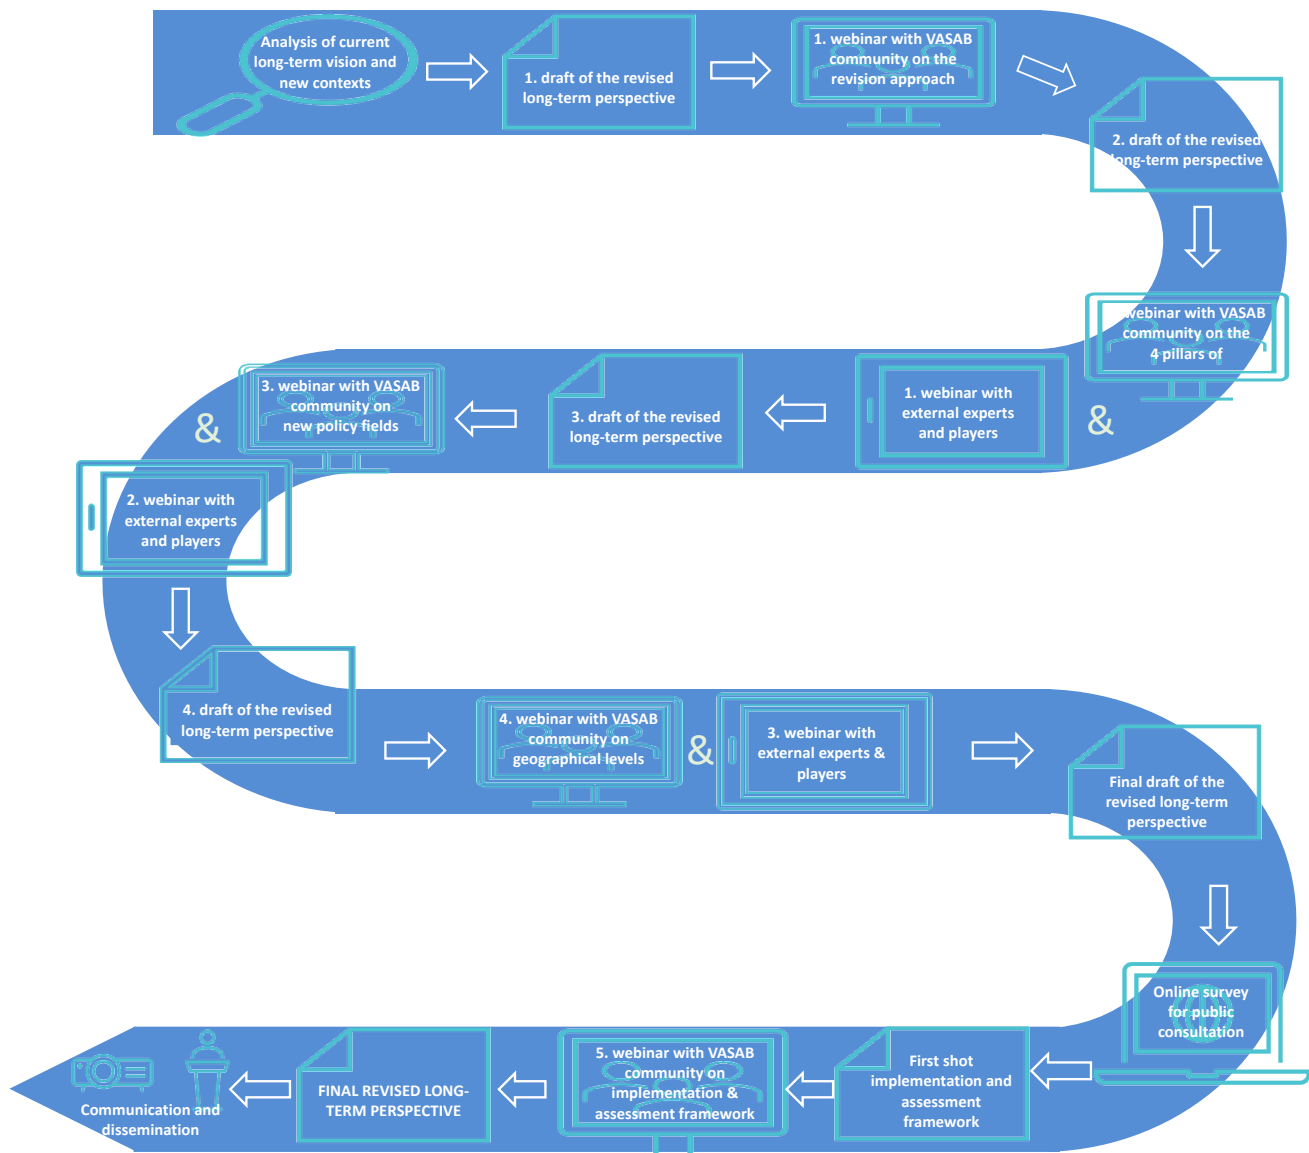 Analysis of current
long-term vision and
new contexts
1. draft of the revised
long-term perspective
1. webinar with VASAB
community on the
revision approach
2. draft of the revised
long-term perspective
webinar with VASAB
community on the
4 pillars of
&
1. webinar with
external experts
and players
3. draft of the revised
long-term perspective
3. webinar with VASAB
community on
new policy fields
&
2. webinar with
external experts
and players
4. draft of the revised
long-term perspective
4. webinar with VASAB
community on
geographical levels
&
3. webinar with
external experts &
players
Final draft of the
revised long-term
perspective
Online survey
for public
consultation
First shot
implementation and
assessment
framework
5. webinar with VASAB
community on
implementation &
assessment framework
FINAL REVISED LONG-
TERM PERSPECTIVE
Communication and
dissemination